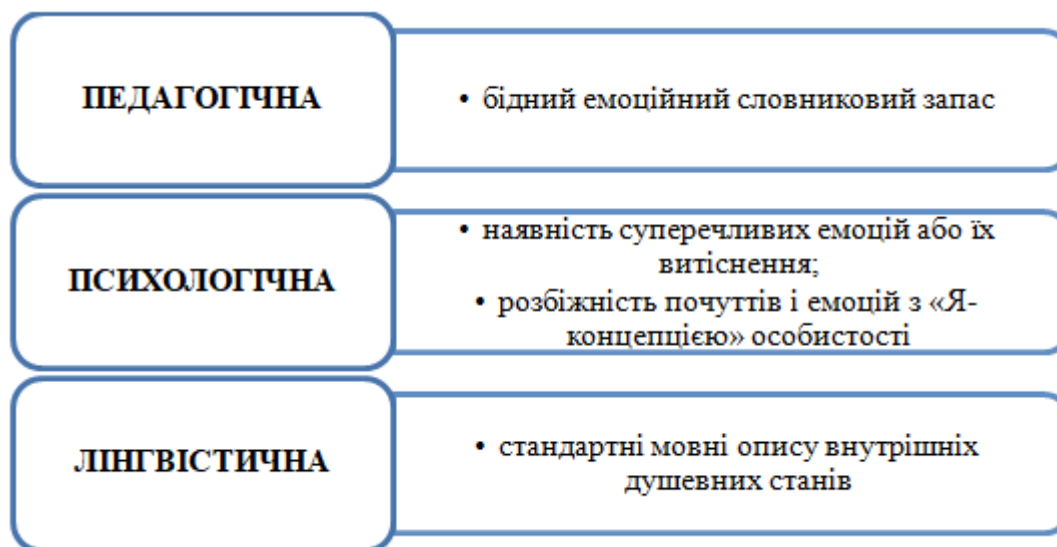 ПЕДАГОГІЧНА
• бідний емоційний словниковий запас
ПСИХОЛОГІЧНА
• наявність суперечливих емоцій або їх
витіснення;
• розбіжність почуттів і емоцій з «Я-
концепцією» особистості
ЛІНГВІСТИЧНА
• стандартні мовні опису внутрішніх
душевних станів